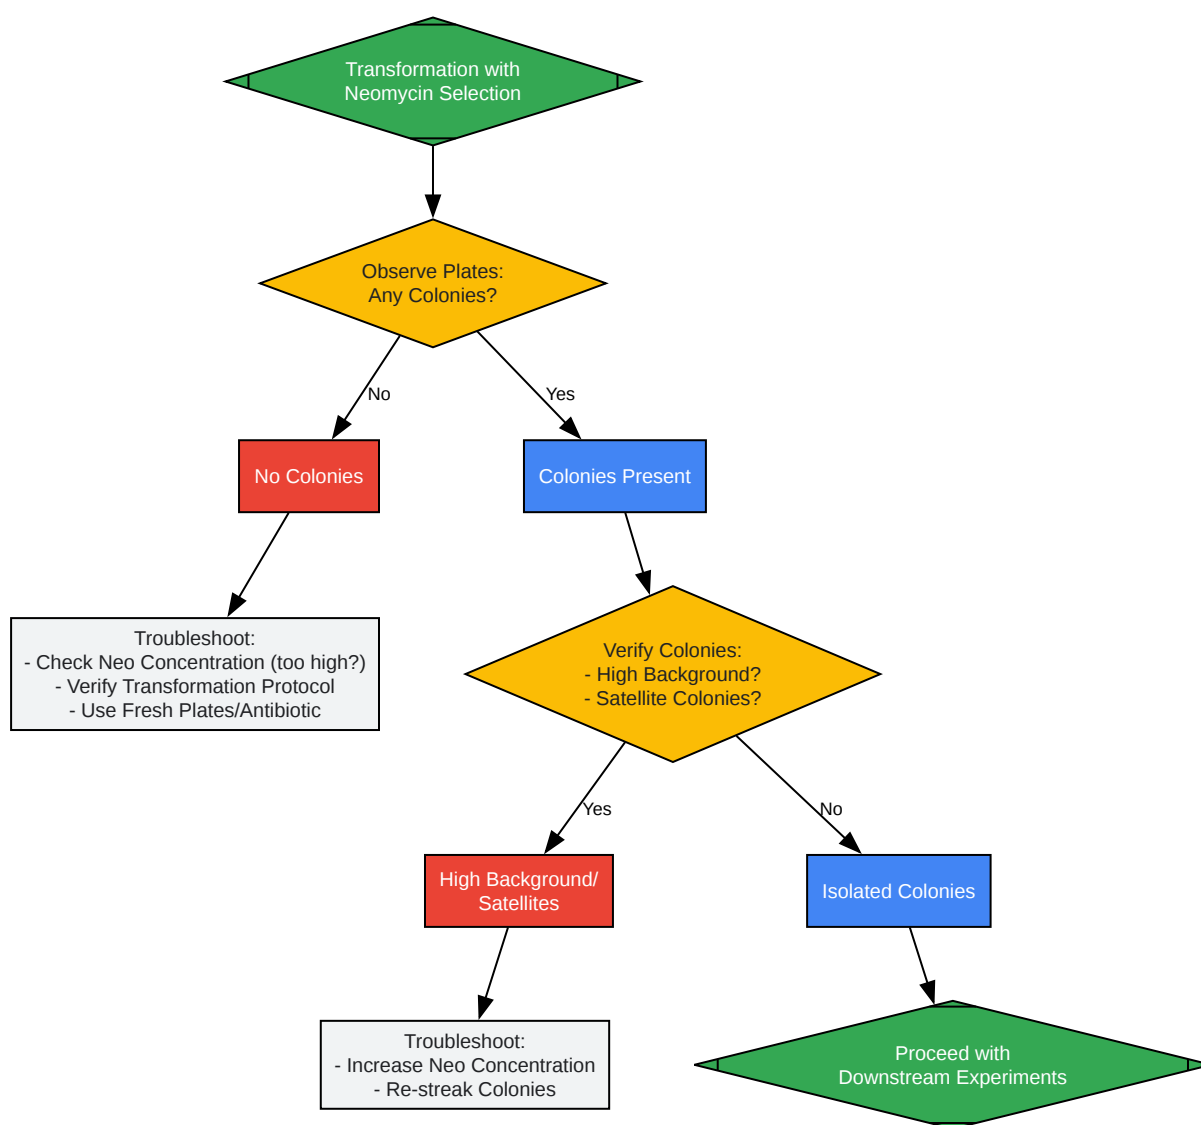 Transformation with
Neomycin Selection
Observe Plates:
Any Colonies?
No
Yes
No Colonies
Colonies Present
Troubleshoot:
- Check Neo Concentration (too high?)
- Verify Transformation Protocol
- Use Fresh Plates/Antibiotic
Verify Colonies:
- High Background?
- Satellite Colonies?
Yes
No
High Background/
Satellites
Isolated Colonies
Troubleshoot:
- Increase Neo Concentration
- Re-streak Colonies
Proceed with
Downstream Experiments